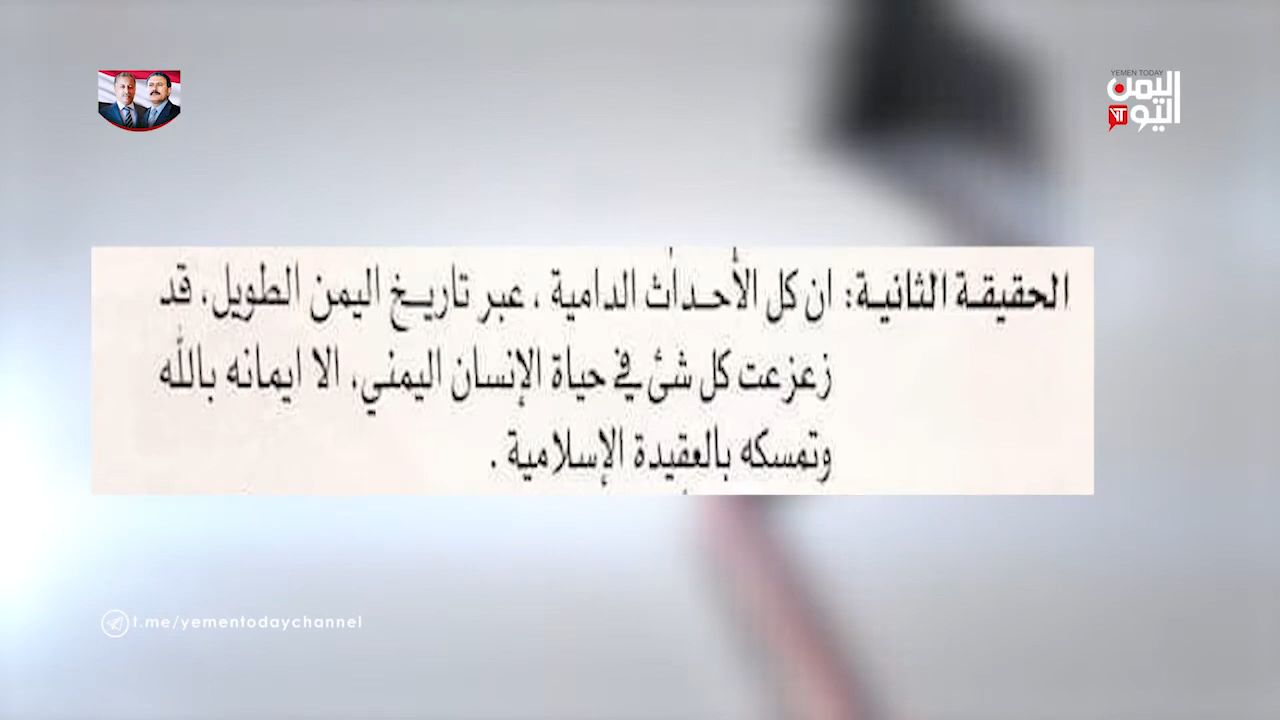 YEMEN TODAY
اليمن
اليوم
YT
الحقيقة الثانية: ان كل الأحداث الدامية ، عبر تاريخ اليمن الطويل، قد
زعزعت كل شئ في حياة الإنسان اليمني، الا ايمانه بالله
وتمسكه بالعقيدة الإسلامية .
t.me/yementodaychannel